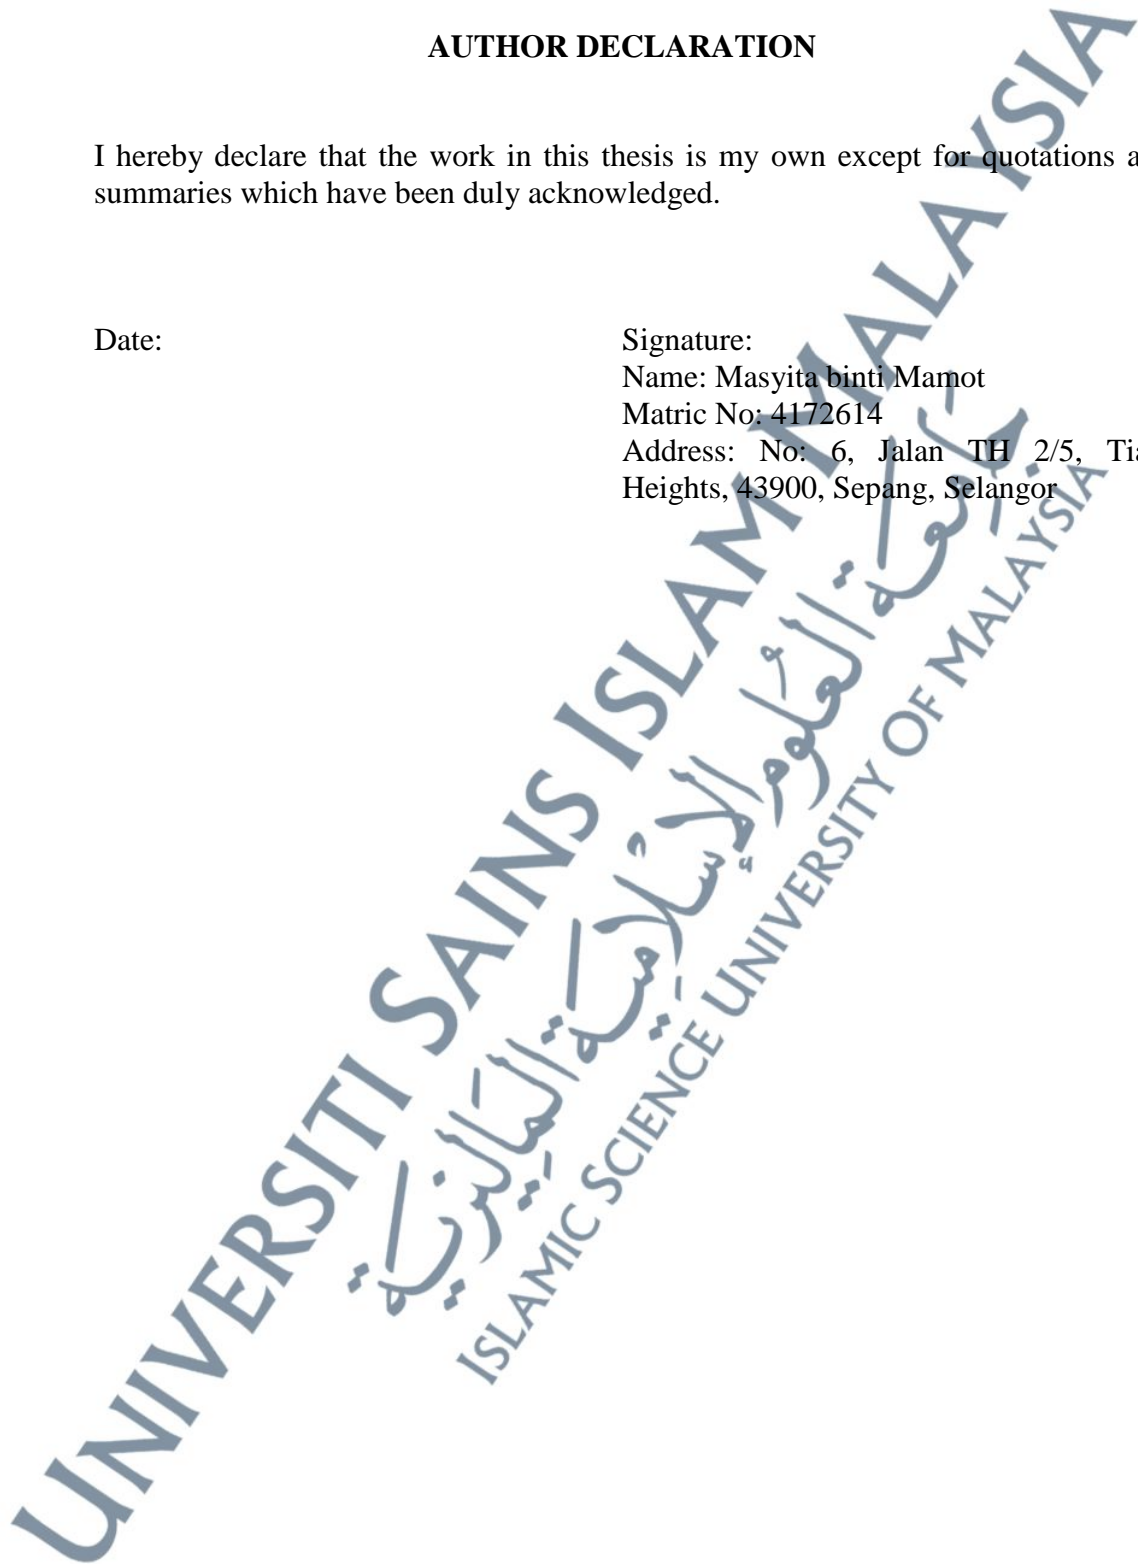 AUTHOR DECLARATION
I hereby declare that the work in this thesis is my own except for quotations a
summaries which have been duly acknowledged.
Date:
Signature:
Name: Masyita binti Mamot
Matric No: 4172614
Address: No: 6, Jalan TH 2/5, Tia
Heights, 43900, Sepang, Selangor
UNIVERSITI SAINS ISLAM MALAYSIA
جامعة العلوم الإسلامية الماليزية
ISLAMIC SCIENCE UNIVERSITY OF MALAYSIA